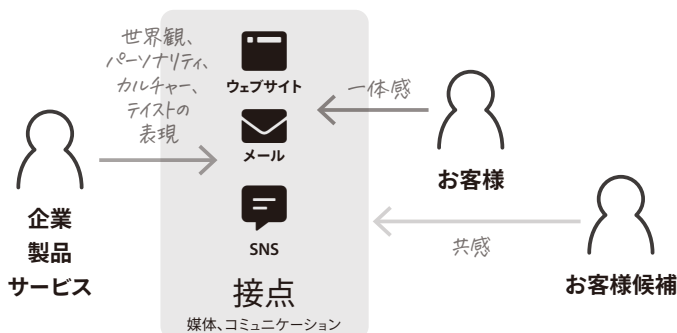 世界観、
パーソナリティ、
カルチャー、
テイストの
表現
企業
製品
サービス
ウェブサイト
メール
SNS
接点
媒体、コミュニケーション
一体感
お客様
共感
お客様候補